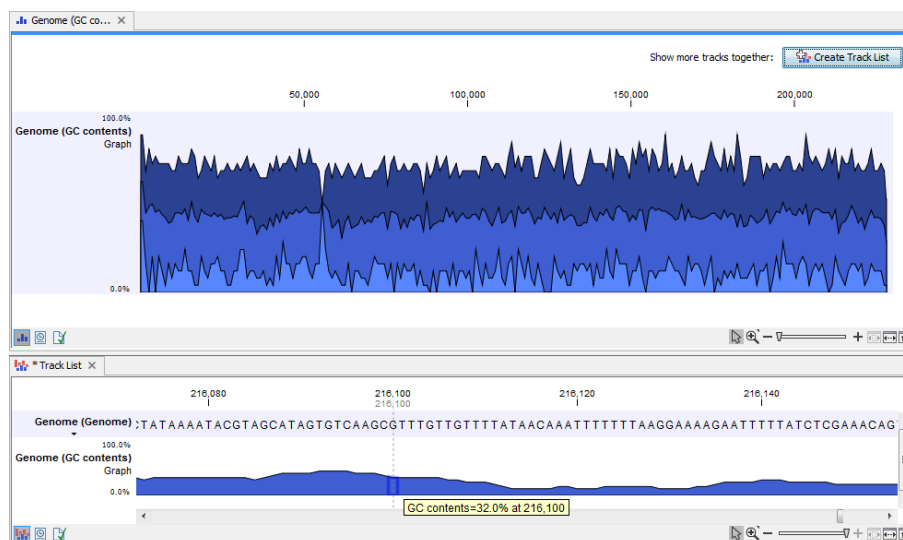 Genome (GC co... ×
Show more tracks together: Create Track List
50,000 100,000 150,000 200,000
100.0%
Genome (GC contents)
Graph
0.0%
* Track List ×
216,080 216,100 216,120 216,140
216,100
Genome (Genome) CTATAAAATACGTAGCATAGTGTCAAGCGTTTGTTGTTTTATAACAAATTTTTTTAAGGAAAAGAATTTTTATCTCGAAACAGT
100.0%
Genome (GC contents)
Graph
0.0%
GC contents=32.0% at 216,100